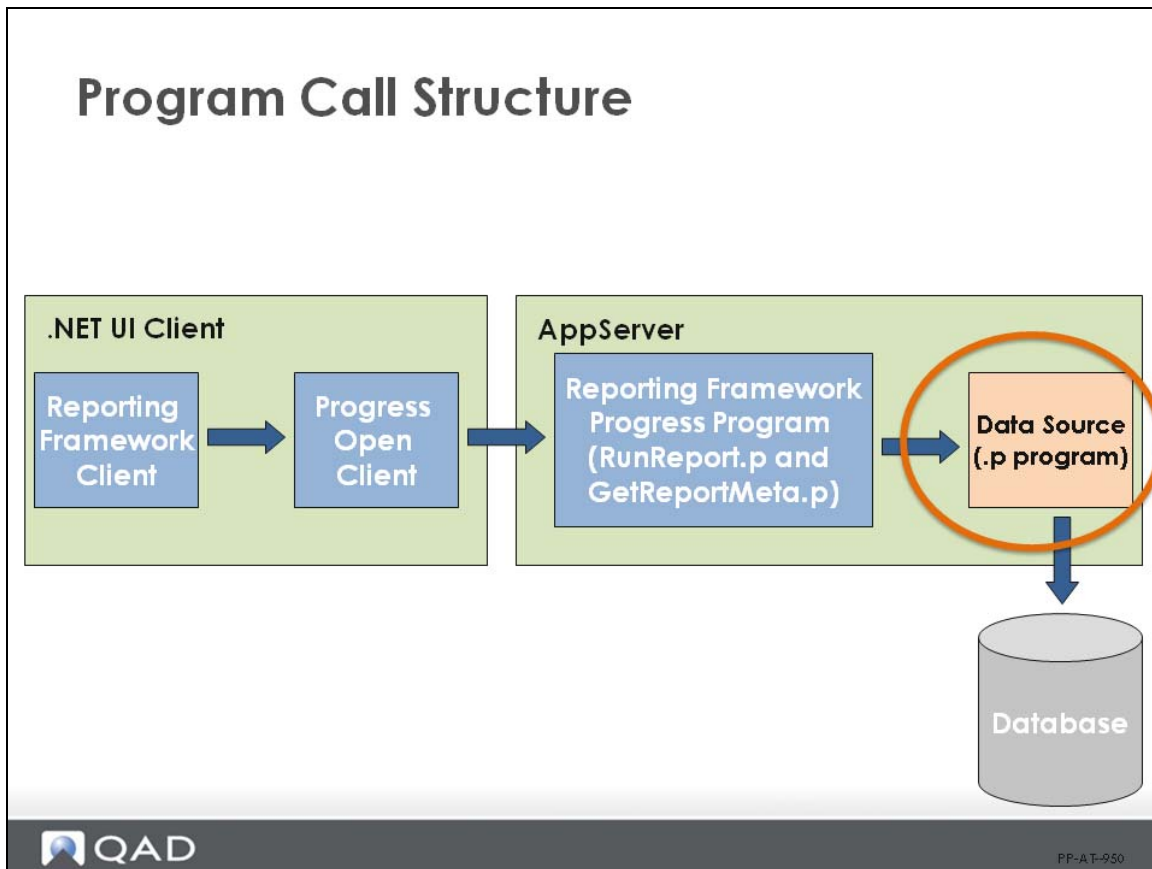 Program Call Structure
.NET UI Client
Reporting
Framework
Client
Progress
Open
Client
AppServer
Reporting Framework
Progress Program
(RunReport.p and
GetReportMeta.p)
Data Source
(.p program)
Database
QAD
PP-AT-950